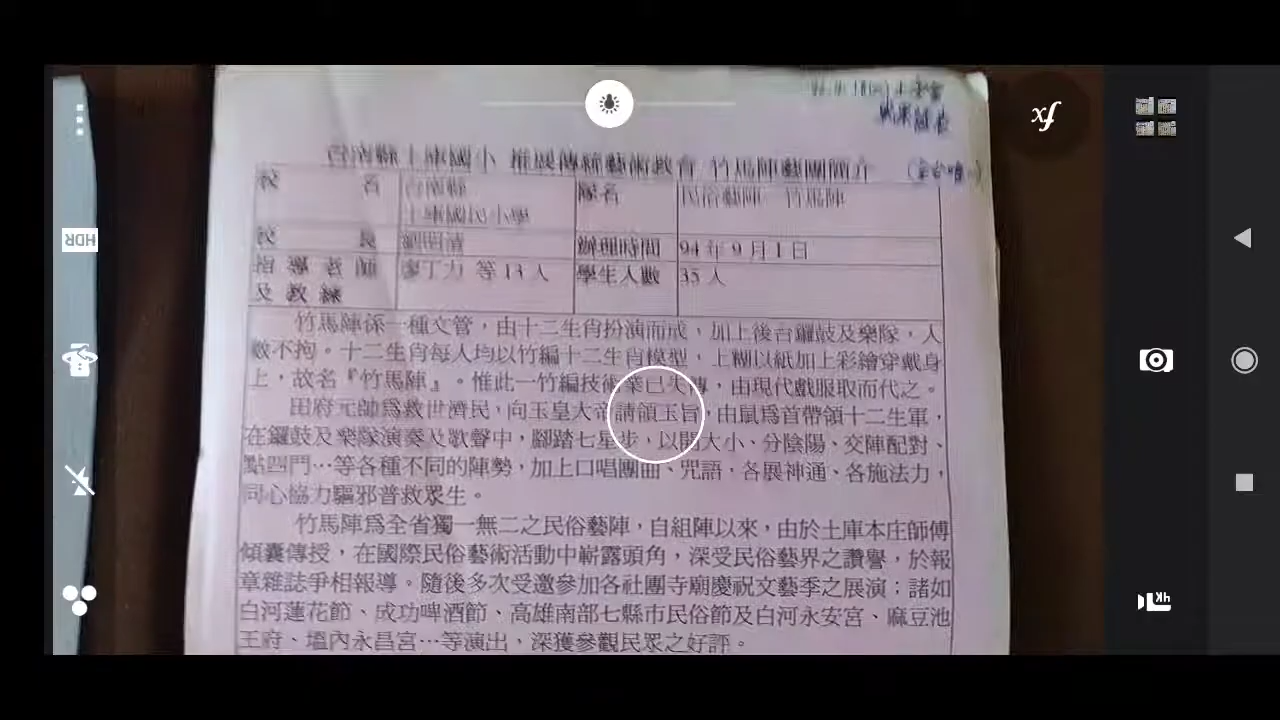 台南縣土庫國小 推展傳統藝術教育 竹馬陣藝團簡介
校名 台南縣土庫國民小學 團名 民俗藝陣 竹馬陣
校長 劉明清 組訓時間 94 年 9 月 1 日
指導老師及教練 廖丁力 等 13 人 學生人數 35 人
竹馬陣係一種文管，由十二生肖扮演而成，加上後台鑼鼓及樂隊，人
數不拘。十二生肖每人均以竹編十二生肖模型，上糊以紙加上彩繪穿戴身
上，故名『竹馬陣』。惟此一竹編技術業已失傳，由現代戲服取而代之。
田府元帥為救世濟民，向玉皇大帝請領玉旨，由鼠為首帶領十二生軍，
在鑼鼓及樂隊演奏及歌聲中，腳踏七星步，以開大小、分陰陽、交陣配對、
點四門…等各種不同的陣勢，加上口唱團曲、咒語，各展神通、各施法力，
同心協力驅邪普救眾生。
竹馬陣為全省獨一無二之民俗藝陣，自組陣以來，由於土庫本庄師傅
傾囊傳授，在國際民俗藝術活動中嶄露頭角，深受民俗藝界之讚譽，於報
章雜誌爭相報導。隨後多次受邀參加各社團寺廟慶祝文藝季之展演；諸如
白河蓮花節、成功啤酒節、高雄南部七縣市民俗節及白河永安宮、麻豆池
王府、塭內永昌宮…等演出，深獲參觀民眾之好評。
HDR
xf
4K